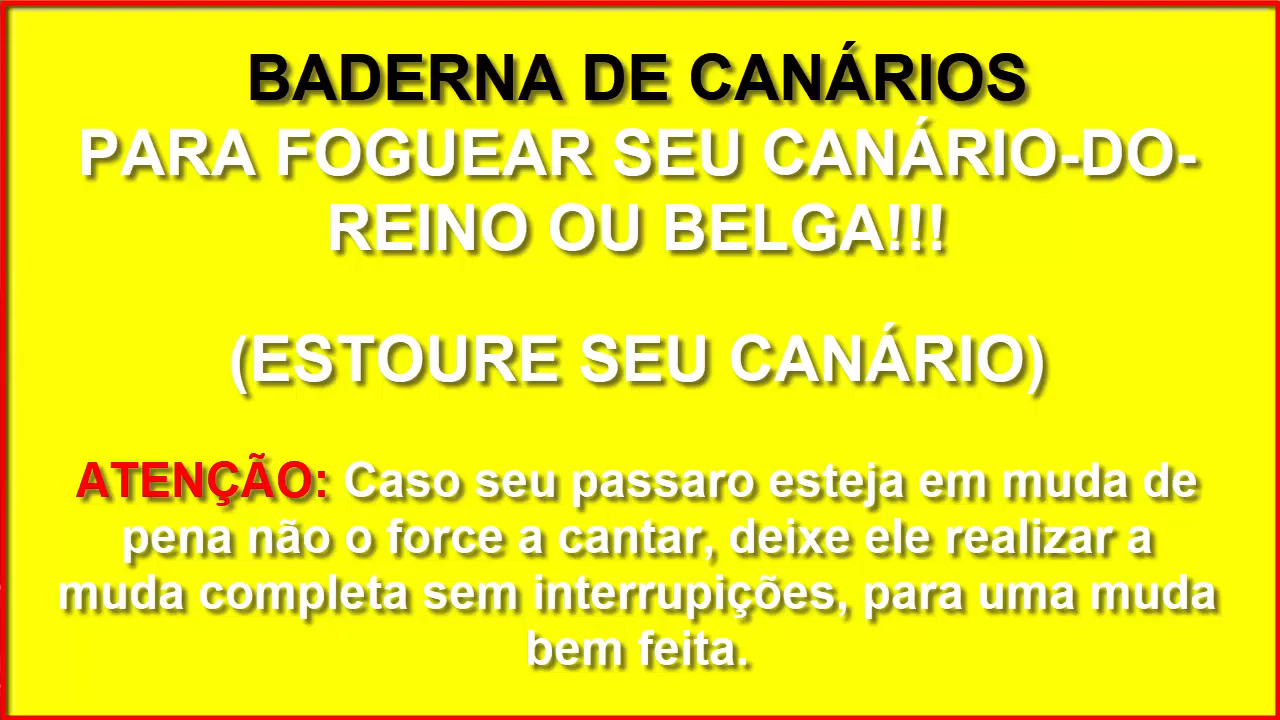 BADERNA DE CANÁRIOS
PARA FOGUEAR SEU CANÁRIO-DO-
REINO OU BELGA!!!
(ESTOURE SEU CANÁRIO)
ATENÇÃO: Caso seu passaro esteja em muda de
pena não o force a cantar, deixe ele realizar a
muda completa sem interrupições, para uma muda
bem feita.